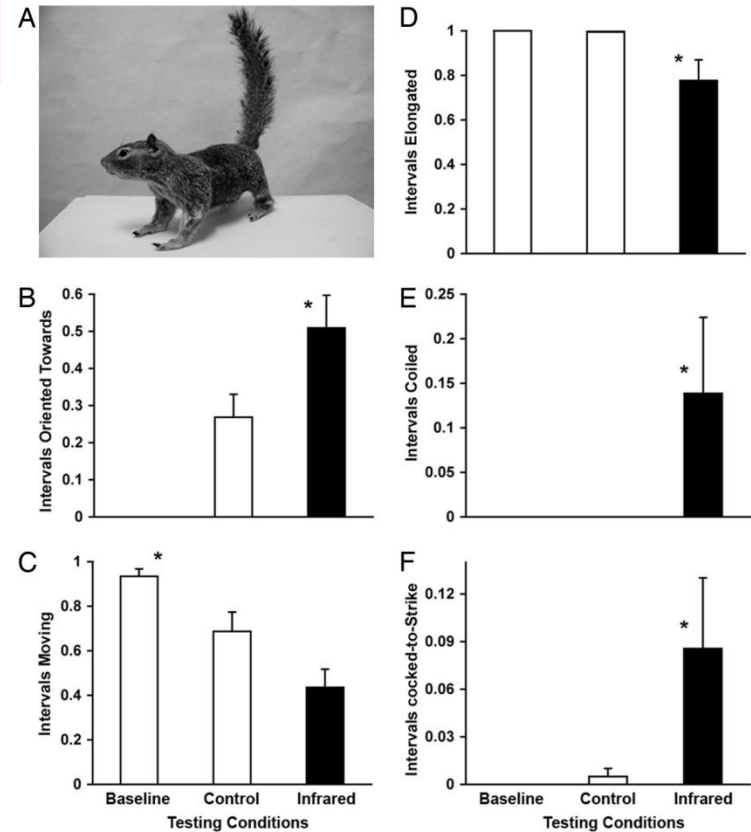 A
D
Intervals Elongated
1
0.8
0.6
0.4
0.2
0
*
B
Intervals Oriented Towards
0.6
0.5
0.4
0.3
0.2
0.1
0
*
E
Intervals Coiled
0.25
0.2
0.15
0.1
0.05
0
*
C
Intervals Moving
1
0.8
0.6
0.4
0.2
0
*
Baseline Control Infrared
Testing Conditions
F
Intervals cocked-to-Strike
0.12
0.09
0.06
0.03
0
*
Baseline Control Infrared
Testing Conditions